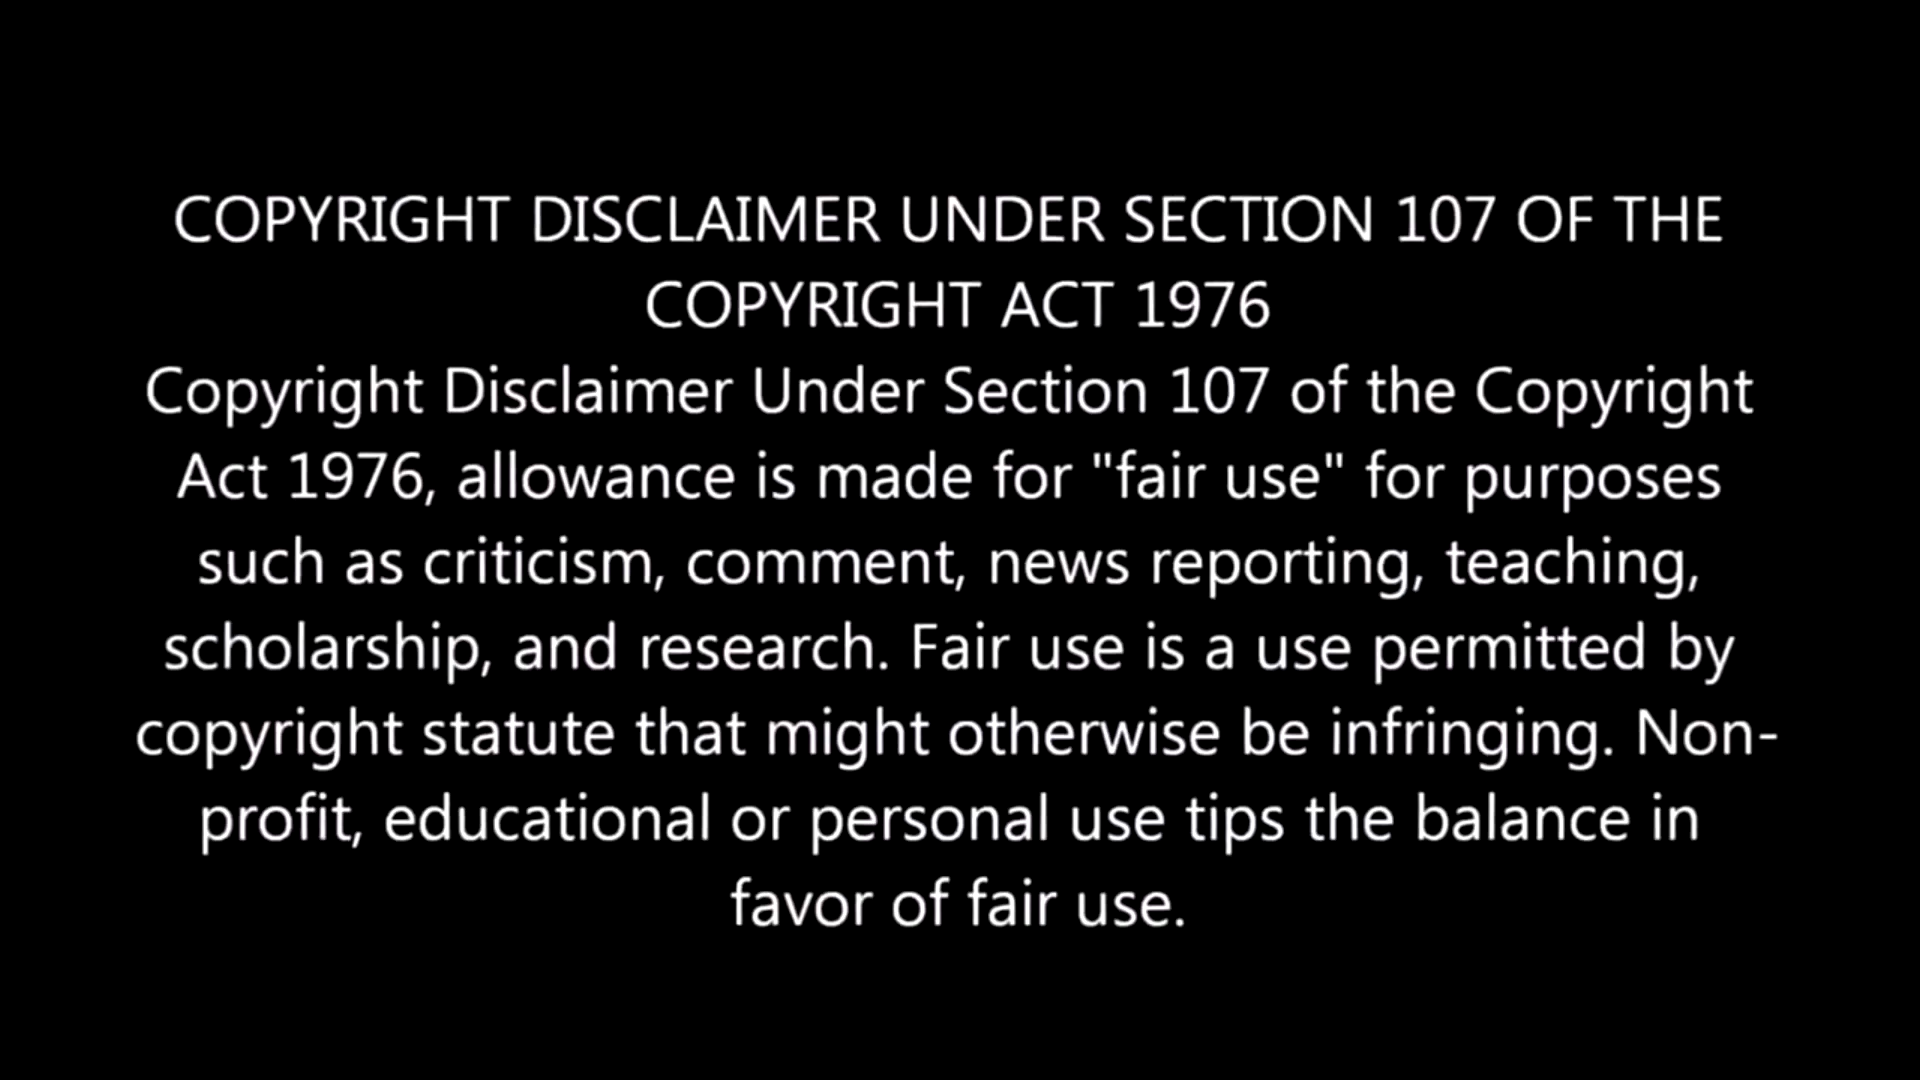 COPYRIGHT DISCLAIMER UNDER SECTION 107 OF THE
COPYRIGHT ACT 1976
Copyright Disclaimer Under Section 107 of the Copyright
Act 1976, allowance is made for "fair use" for purposes
such as criticism, comment, news reporting, teaching,
scholarship, and research. Fair use is a use permitted by
copyright statute that might otherwise be infringing. Non-
profit, educational or personal use tips the balance in
favor of fair use.